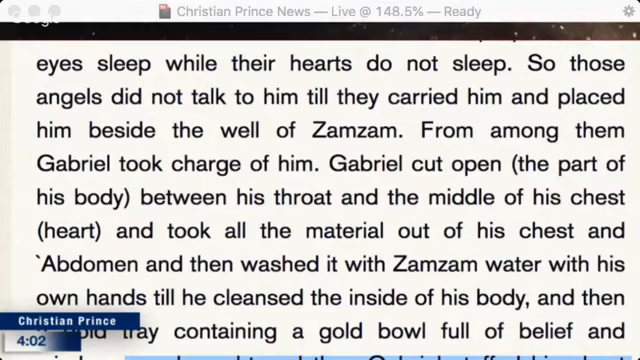 Christian Prince News — Live @ 148.5% — Ready
eyes sleep while their hearts do not sleep. So those
angels did not talk to him till they carried him and placed
him beside the well of Zamzam. From among them
Gabriel took charge of him. Gabriel cut open (the part of
his body) between his throat and the middle of his chest
(heart) and took all the material out of his chest and
`Abdomen and then washed it with Zamzam water with his
own hands till he cleansed the inside of his body, and then
tray containing a gold bowl full of belief and
Christian Prince
4:02